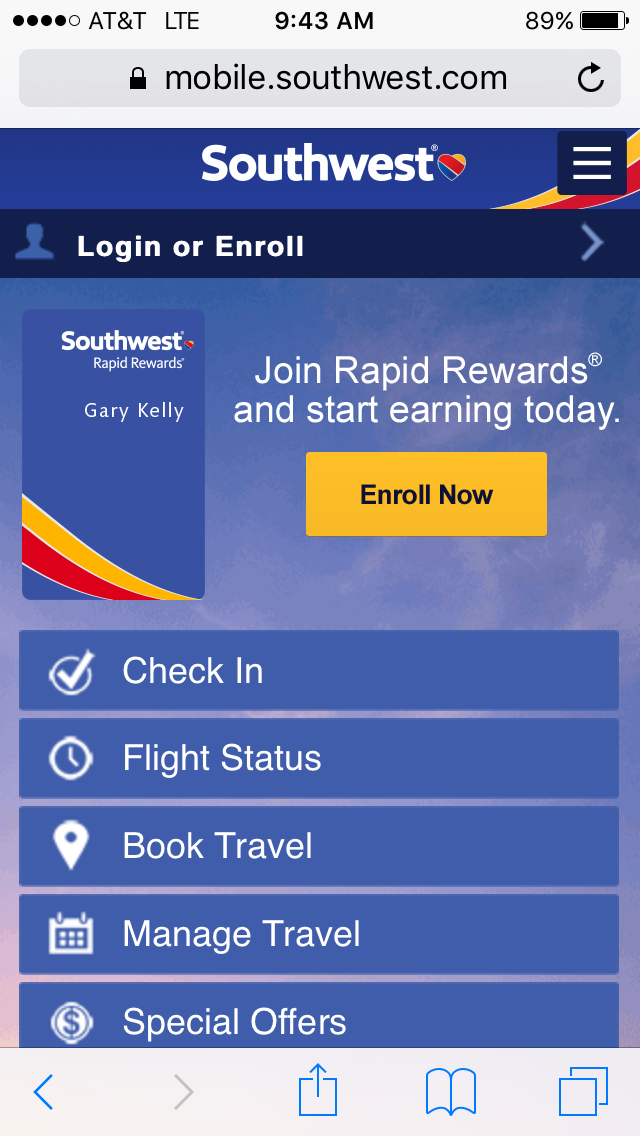 AT&T LTE 9:43 AM 89%
mobile.southwest.com
Southwest®
Login or Enroll
Southwest®
Rapid Rewards®
Gary Kelly
Join Rapid Rewards®
and start earning today.
Enroll Now
Check In
Flight Status
Book Travel
Manage Travel
Special Offers